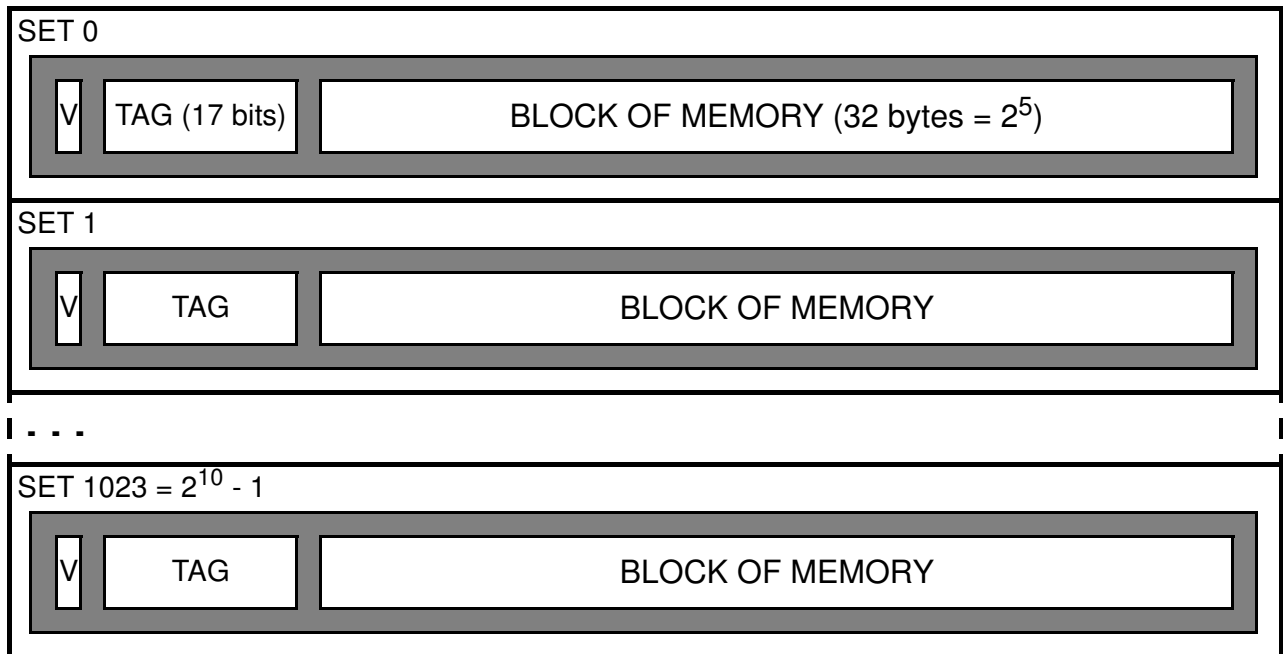 SET 0
V TAG (17 bits) BLOCK OF MEMORY (32 bytes = 2⁵)
SET 1
V TAG BLOCK OF MEMORY
- - -
SET 1023 = 2¹⁰ - 1
V TAG BLOCK OF MEMORY